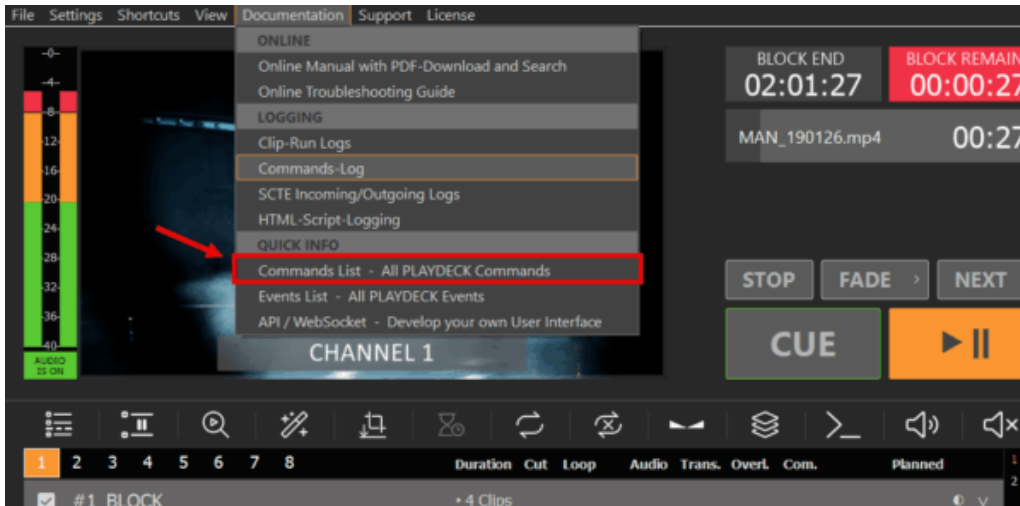 File Settings Shortcuts View Documentation Support License
ONLINE
Online Manual with PDF-Download and Search
Online Troubleshooting Guide
LOGGING
Clip-Run Logs
Commands-Log
SCTE Incoming/Outgoing Logs
HTML-Script-Logging
QUICK INFO
Commands List - All PLAYDECK Commands
Events List - All PLAYDECK Events
API / WebSocket - Develop your own User Interface
-0-
-4-
-8-
-12-
-16-
-20-
-24-
-28-
-32-
-36-
-40-
AUDIO
IS ON
CHANNEL 1
BLOCK END
02:01:27
BLOCK REMAIN
00:00:27
MAN_190126.mp4 00:27
STOP FADE > NEXT
CUE
1 2 3 4 5 6 7 8 Duration Cut Loop Audio Trans. Overl. Com. Planned
1
2
#1 BLOCK 4 Clips